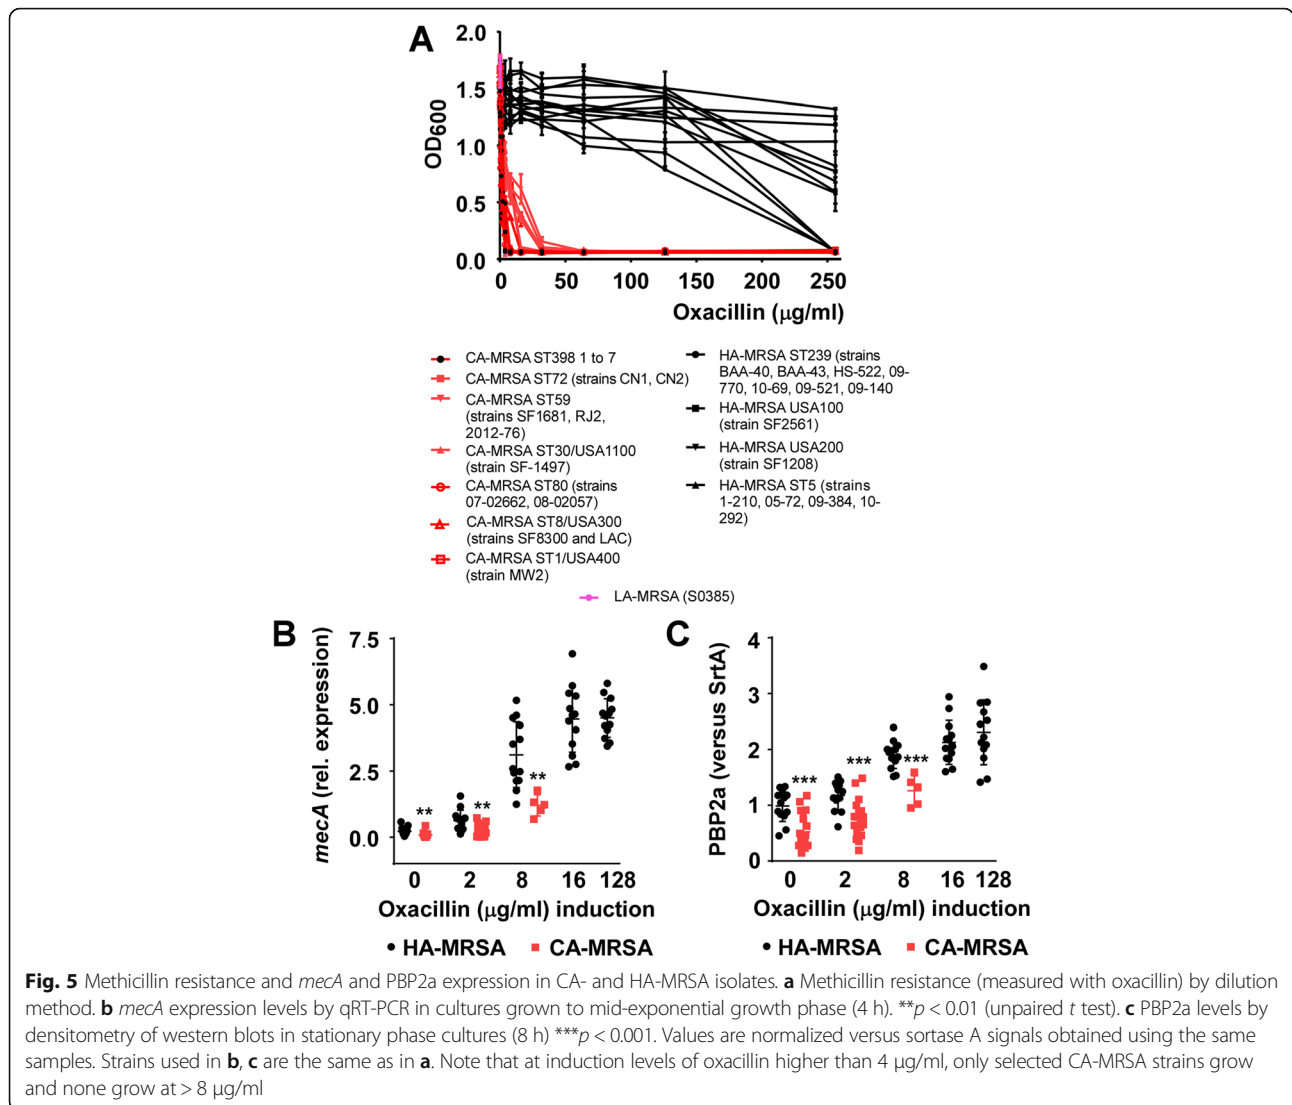 A
2.0
1.5
1.0
0.5
0.0
OD600
0 50 100 150 200 250
Oxacillin (µg/ml)
CA-MRSA ST398 1 to 7
CA-MRSA ST72 (strains CN1, CN2)
CA-MRSA ST59
(strains SF1681, RJ2,
2012-76)
CA-MRSA ST30/USA1100
(strain SF-1497)
CA-MRSA ST80 (strains
07-02662, 08-02057)
CA-MRSA ST8/USA300
(strains SF8300 and LAC)
CA-MRSA ST1/USA400
(strain MW2)
HA-MRSA ST239 (strains
BAA-40, BAA-43, HS-522, 09-
770, 10-69, 09-521, 09-140
HA-MRSA USA100
(strain SF2561)
HA-MRSA USA200
(strain SF1208)
HA-MRSA ST5 (strains
1-210, 05-72, 09-384, 10-
292)
LA-MRSA (S0385)
B
7.5
5.0
2.5
0.0
mecA (rel. expression)
** ** **
0 2 8 16 128
Oxacillin (µg/ml) induction
HA-MRSA CA-MRSA
C
4
3
2
1
0
PBP2a (versus SrtA)
*** *** ***
0 2 8 16 128
Oxacillin (µg/ml) induction
HA-MRSA CA-MRSA
Fig. 5 Methicillin resistance and mecA and PBP2a expression in CA- and HA-MRSA isolates. a Methicillin resistance (measured with oxacillin) by dilution
method. b mecA expression levels by qRT-PCR in cultures grown to mid-exponential growth phase (4 h). **p < 0.01 (unpaired t test). c PBP2a levels by
densitometry of western blots in stationary phase cultures (8 h) ***p < 0.001. Values are normalized versus sortase A signals obtained using the same
samples. Strains used in b, c are the same as in a. Note that at induction levels of oxacillin higher than 4 µg/ml, only selected CA-MRSA strains grow
and none grow at > 8 µg/ml